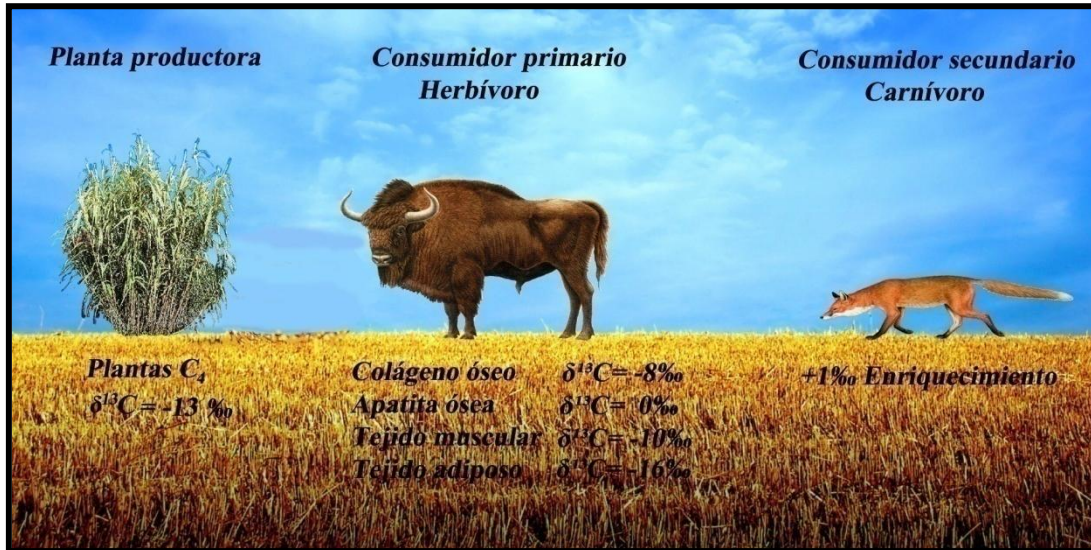 Planta productora
Consumidor primario
Herbívoro
Consumidor secundario
Carnívoro
Plantas C₄
δ¹³C = -13 ‰
Colágeno óseo δ¹³C= -8‰
Apatita ósea δ¹³C= 0‰
Tejido muscular δ¹³C= -10‰
Tejido adiposo δ¹³C= -16‰
+1‰ Enriquecimiento